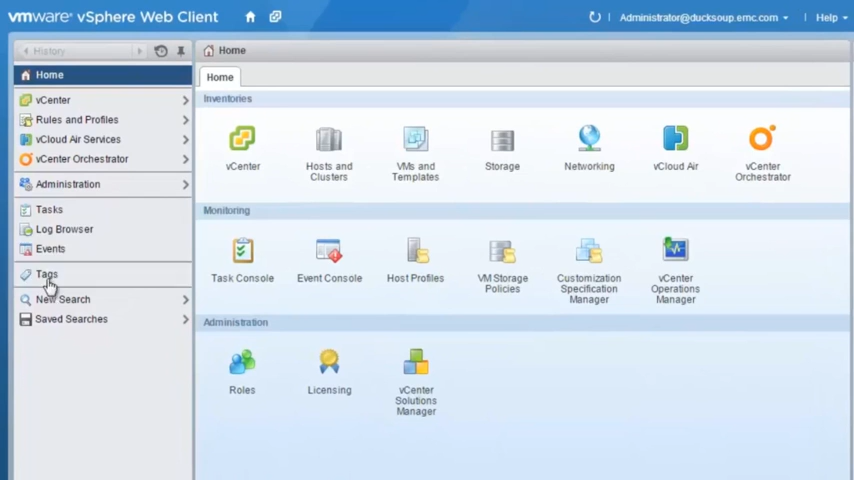 vmware® vSphere Web Client
Administrator@ducksoup.emc.com
Help
History
Home
Home
vCenter
Rules and Profiles
vCloud Air Services
vCenter Orchestrator
Administration
Tasks
Log Browser
Events
Tags
New Search
Saved Searches
Home
Inventories
vCenter
Hosts and
Clusters
VMs and
Templates
Storage
Networking
vCloud Air
vCenter
Orchestrator
Monitoring
Task Console
Event Console
Host Profiles
VM Storage
Policies
Customization
Specification
Manager
vCenter
Operations
Manager
Administration
Roles
Licensing
vCenter
Solutions
Manager